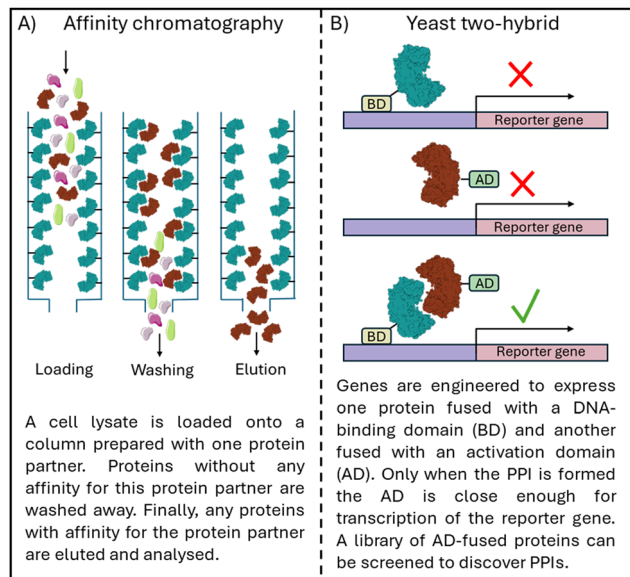 A) Affinity chromatography
Loading
Washing
Elution
A cell lysate is loaded onto a
column prepared with one protein
partner. Proteins without any
affinity for this protein partner are
washed away. Finally, any proteins
with affinity for the protein partner
are eluted and analysed.
B) Yeast two-hybrid
BD
Reporter gene
AD
Reporter gene
AD
BD
Reporter gene
Genes are engineered to express
one protein fused with a DNA-
binding domain (BD) and another
fused with an activation domain
(AD). Only when the PPI is formed
the AD is close enough for
transcription of the reporter gene.
A library of AD-fused proteins can
be screened to discover PPIs.